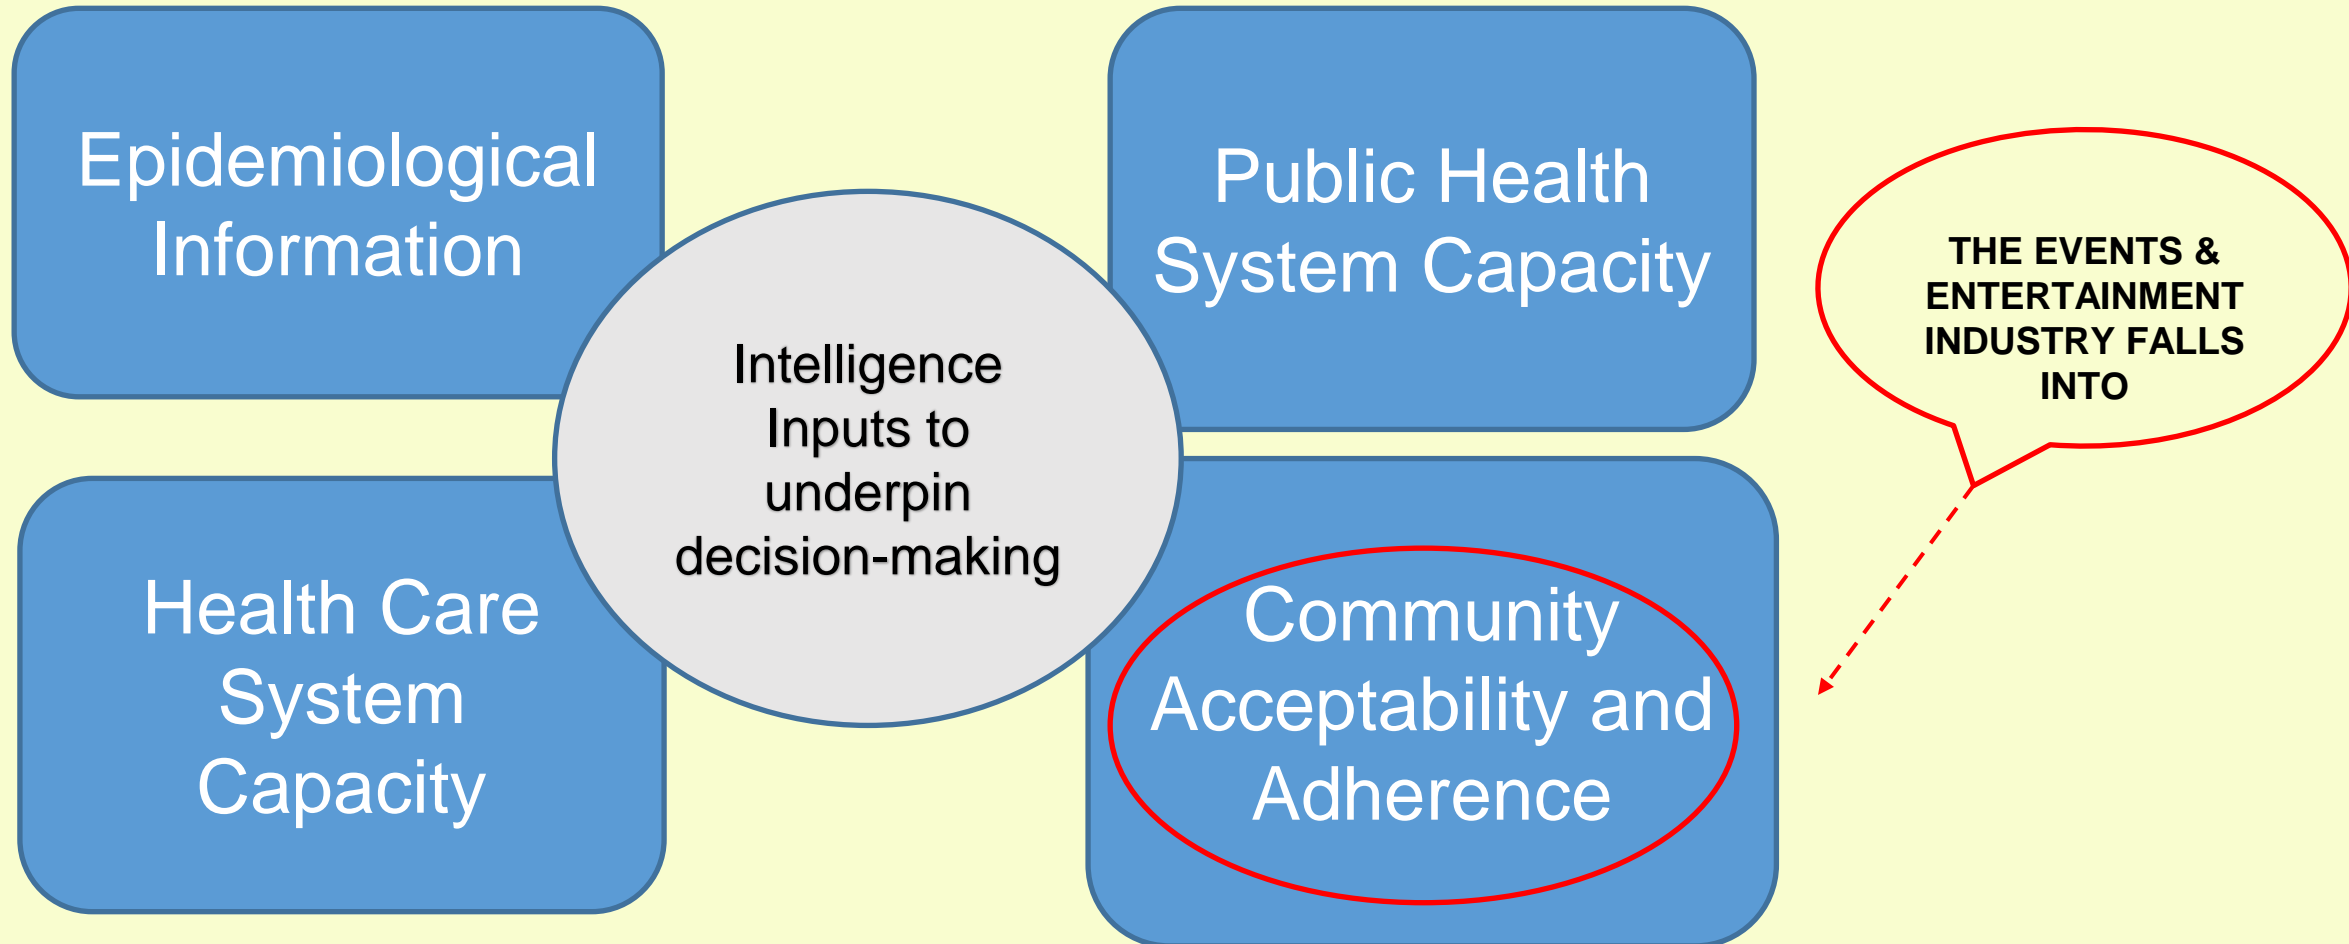 Epidemiological
Information
Public Health
System Capacity
THE EVENTS &
ENTERTAINMENT
INDUSTRY FALLS
INTO
Intelligence
Inputs to
underpin
decision-making
Health Care
System
Capacity
Community
Acceptability and
Adherence